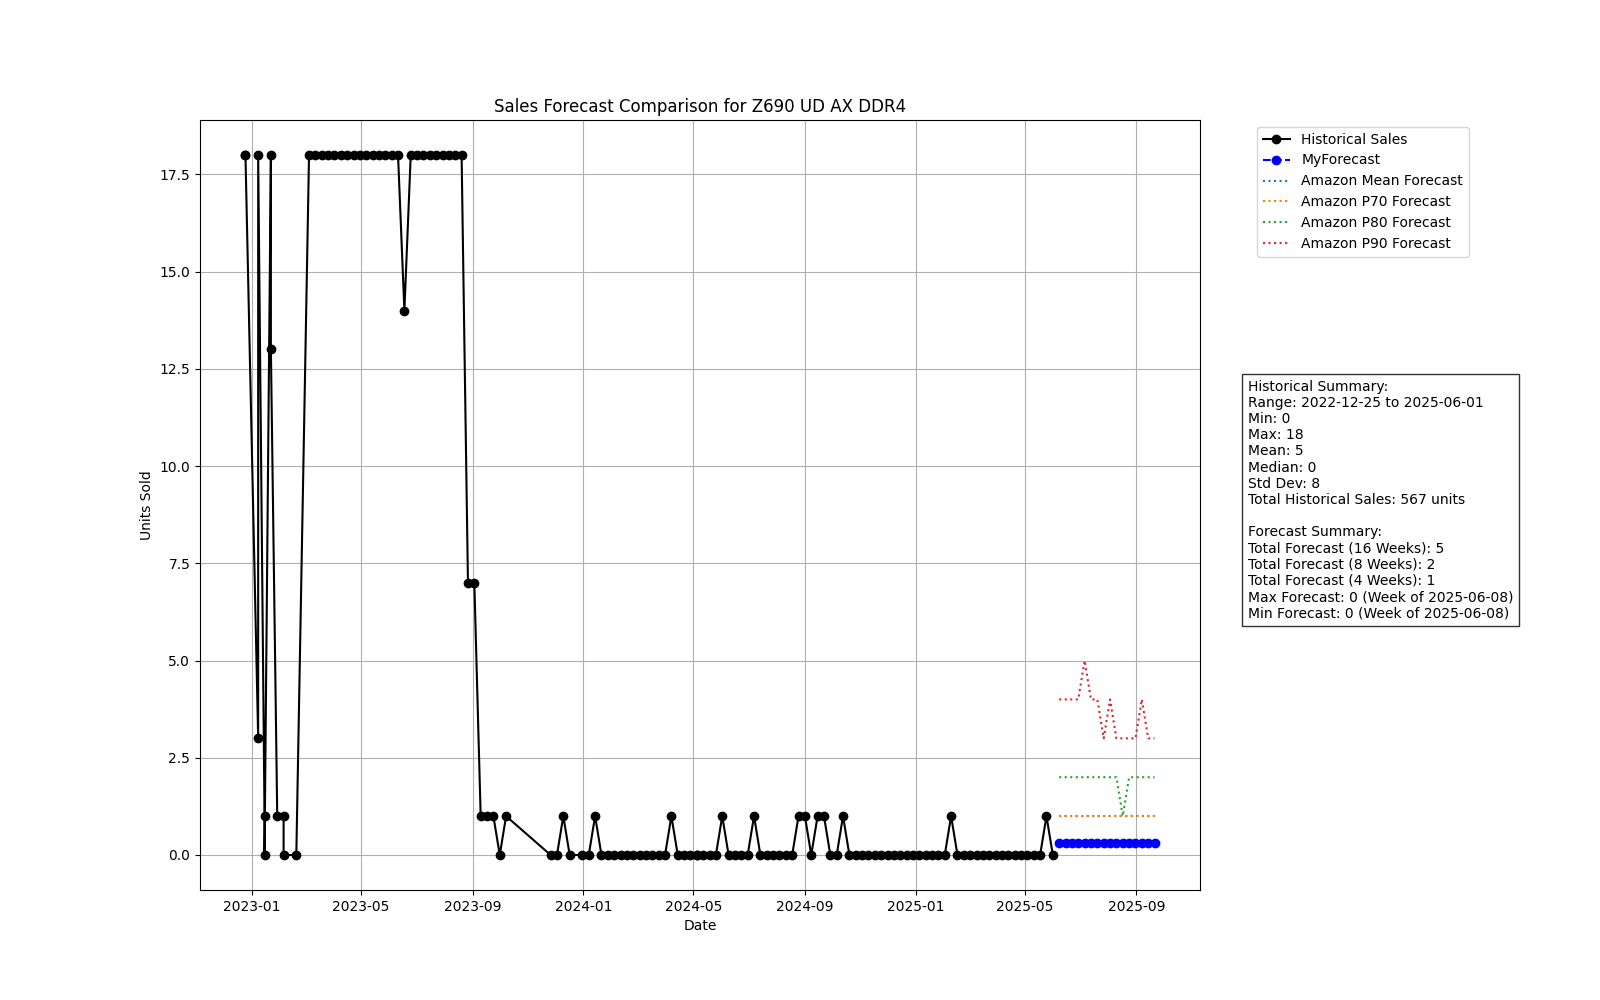 Sales Forecast Comparison for Z690 UD AX DDR4
Historical Sales
MyForecast
Amazon Mean Forecast
Amazon P70 Forecast
Amazon P80 Forecast
Amazon P90 Forecast
17.5
15.0
12.5
10.0
7.5
5.0
2.5
0.0
Units Sold
2023-01
2023-05
2023-09
2024-01
2024-05
2024-09
2025-01
2025-05
2025-09
Date
Historical Summary:
Range: 2022-12-25 to 2025-06-01
Min: 0
Max: 18
Mean: 5
Median: 0
Std Dev: 8
Total Historical Sales: 567 units
Forecast Summary:
Total Forecast (16 Weeks): 5
Total Forecast (8 Weeks): 2
Total Forecast (4 Weeks): 1
Max Forecast: 0 (Week of 2025-06-08)
Min Forecast: 0 (Week of 2025-06-08)